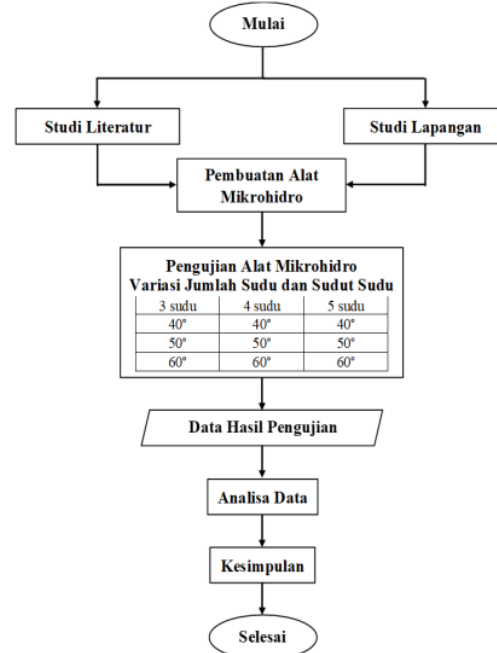 Mulai
Studi Literatur
Studi Lapangan
Pembuatan Alat
Mikrohidro
Pengujian Alat Mikrohidro
Variasi Jumlah Sudu dan Sudut Sudu
3 sudu 4 sudu 5 sudu
40° 40° 40°
50° 50° 50°
60° 60° 60°
Data Hasil Pengujian
Analisa Data
Kesimpulan
Selesai